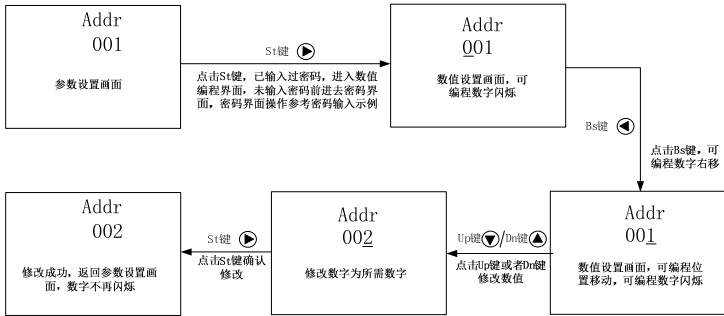 Addr
001
参数设置画面
St键
点击St键，已输入过密码，进入数值
编程界面，未输入密码前进去密码界
面，密码界面操作参考密码输入示例
Addr
001
数值设置画面，可
编程数字闪烁
Bs键
点击Bs键，可
编程数字右移
Addr
001
数值设置画面，可编程位
置移动，可编程数字闪烁
Up键/Dn键
点击Up键或者Dn键
修改数值
Addr
002
修改数字为所需数字
St键
点击St键确认
修改
Addr
002
修改成功，返回参数设置画
面，数字不再闪烁